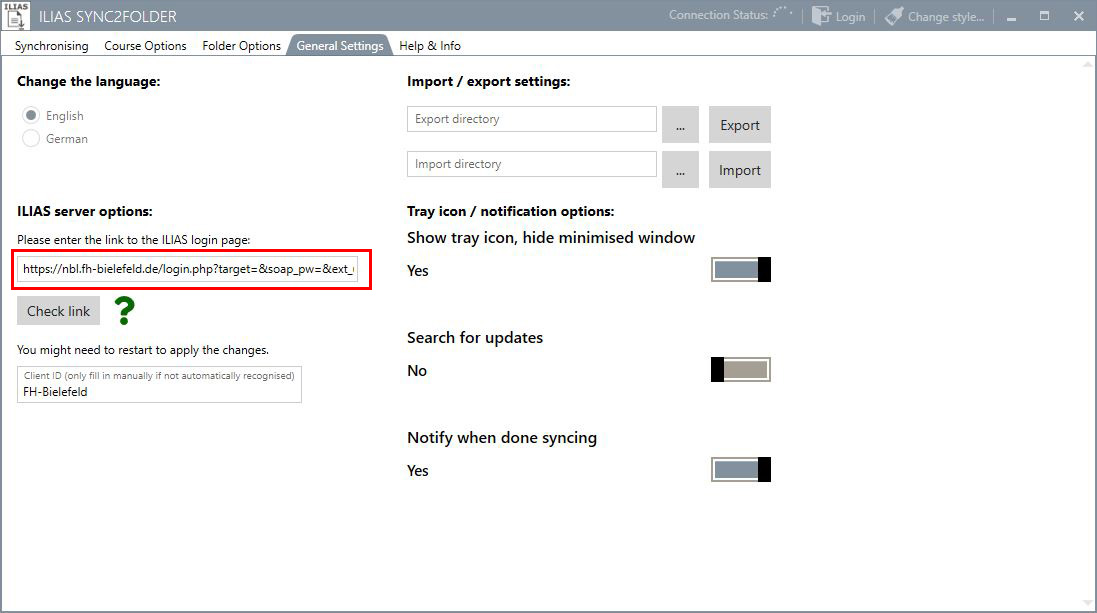 ILIAS
ILIAS SYNC2FOLDER
Connection Status:
Login
Change style...
Synchronising
Course Options
Folder Options
General Settings
Help & Info
Change the language:
English
German
ILIAS server options:
Please enter the link to the ILIAS login page:
https://nbl.fh-bielefeld.de/login.php?target=&soap_pw=&ext_
Check link
?
You might need to restart to apply the changes.
Client ID (only fill in manually if not automatically recognised)
FH-Bielefeld
Import / export settings:
Export directory
...
Export
Import directory
...
Import
Tray icon / notification options:
Show tray icon, hide minimised window
Yes
Search for updates
No
Notify when done syncing
Yes